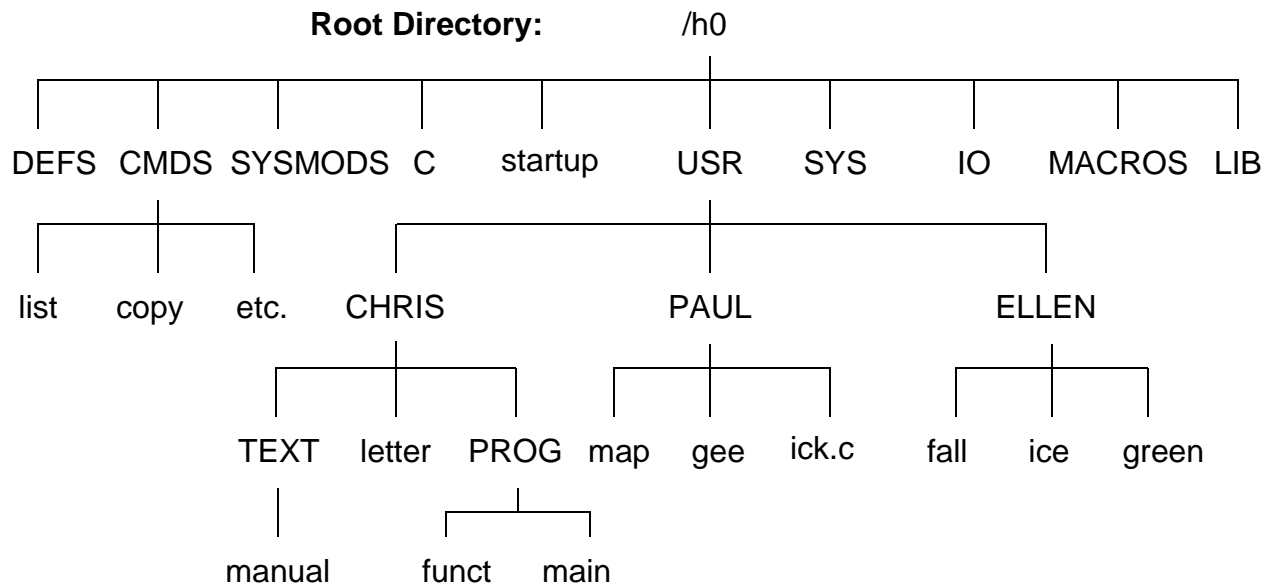 Root Directory: /h0
DEFS CMDS SYSMODS C startup USR SYS IO MACROS LIB
list copy etc. CHRIS PAUL ELLEN
TEXT letter PROG map gee ick.c fall ice green
manual funct main